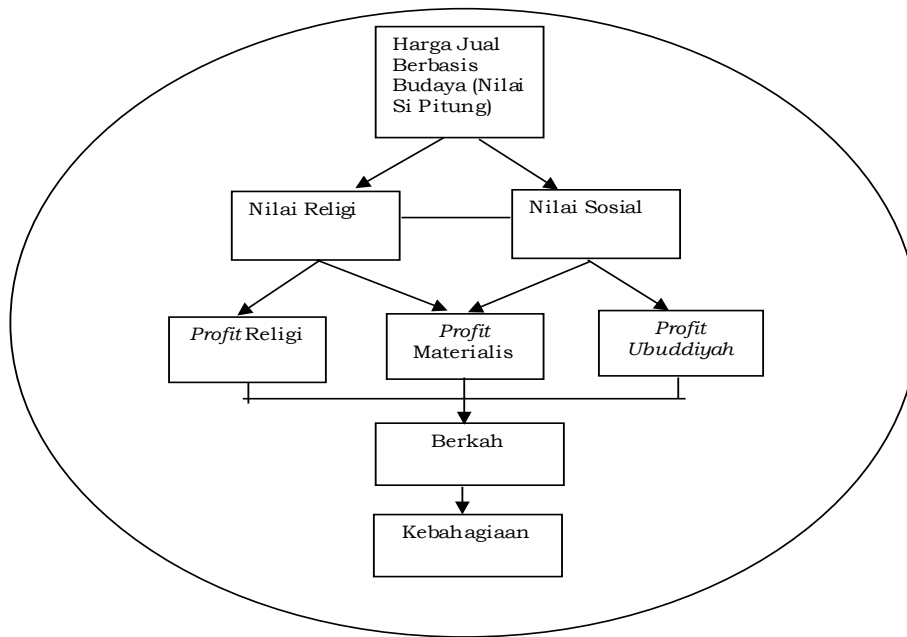 Harga Jual
Berbasis
Budaya (Nilai
Si Pitung)
Nilai Religi
Nilai Sosial
Profit Religi
Profit
Materialis
Profit
Ubuddiyah
Berkah
Kebahagiaan